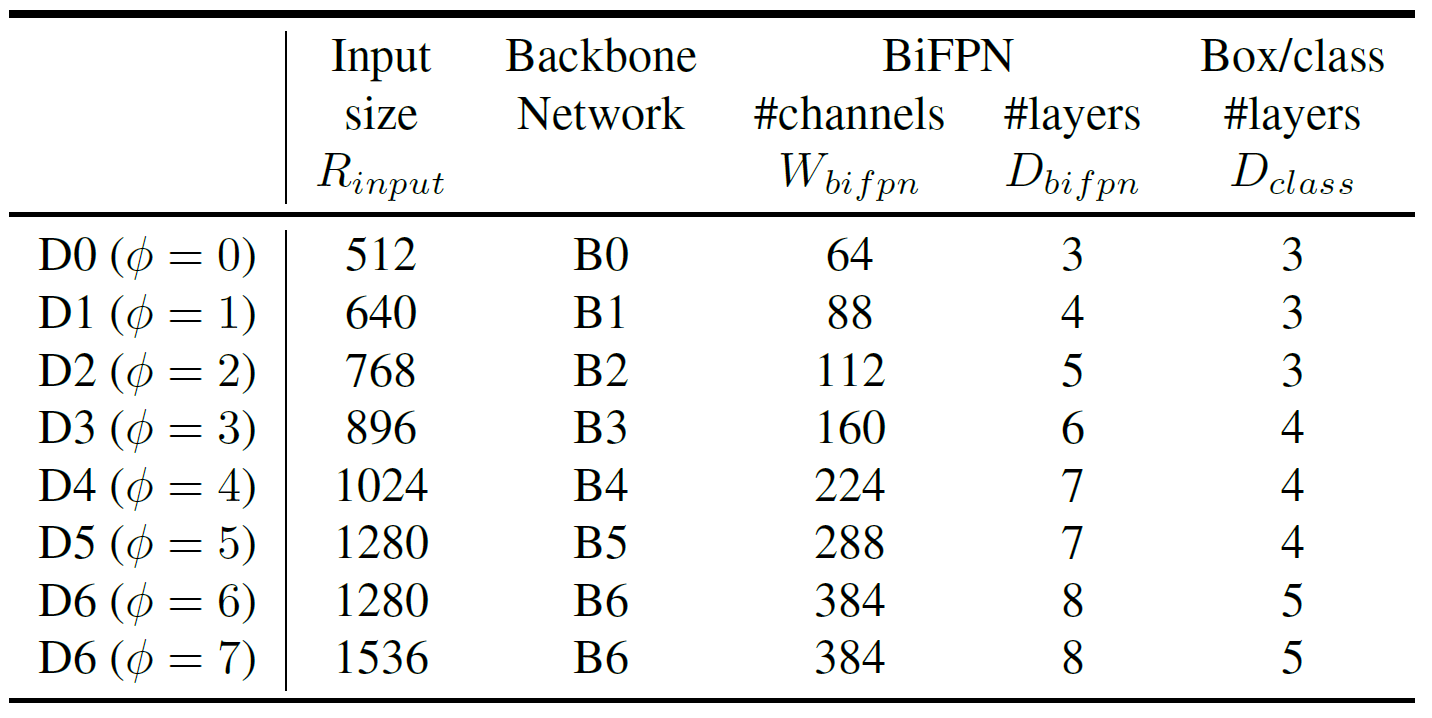 Input Backbone BiFPN Box/class
size Network #channels #layers #layers
R_input W_bifpn D_bifpn D_class
D0 (ϕ = 0) 512 B0 64 3 3
D1 (ϕ = 1) 640 B1 88 4 3
D2 (ϕ = 2) 768 B2 112 5 3
D3 (ϕ = 3) 896 B3 160 6 4
D4 (ϕ = 4) 1024 B4 224 7 4
D5 (ϕ = 5) 1280 B5 288 7 4
D6 (ϕ = 6) 1280 B6 384 8 5
D6 (ϕ = 7) 1536 B6 384 8 5